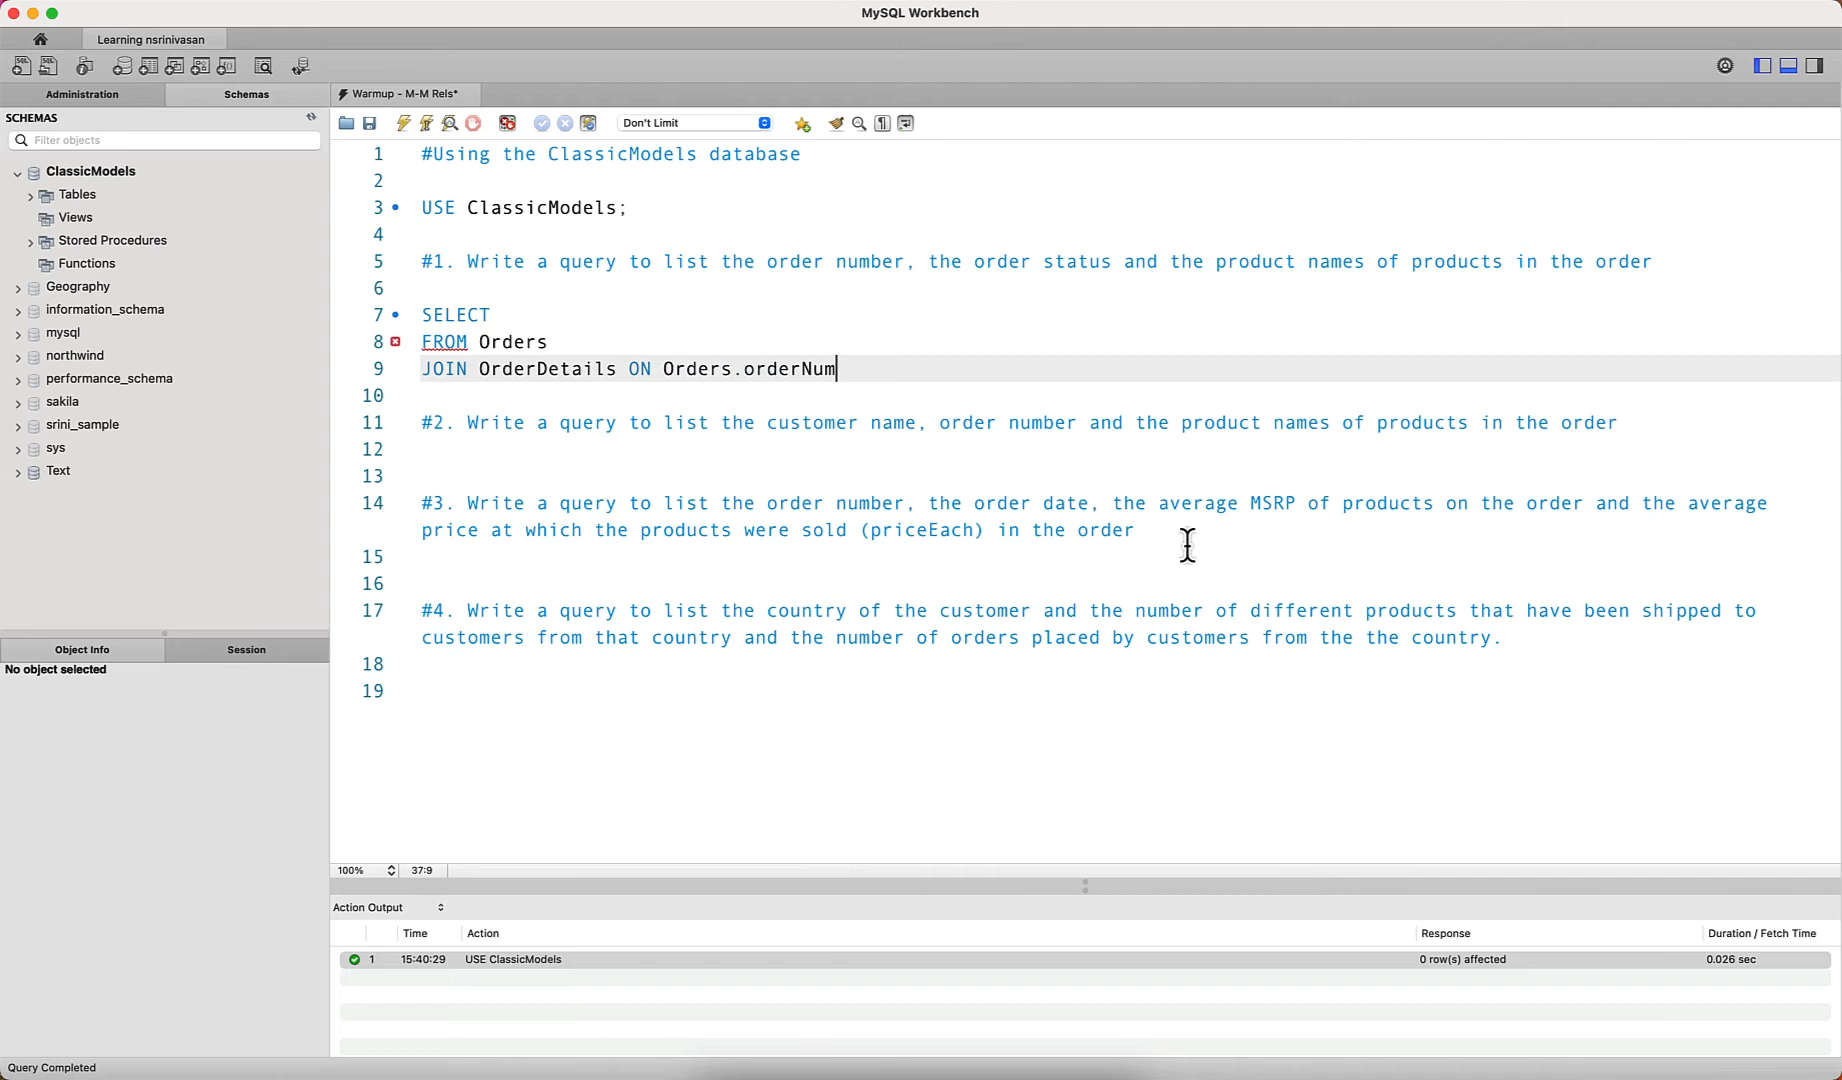 MySQL Workbench
Learning nsrinivasan
Administration
Schemas
Warmup - M-M Rels*
SCHEMAS
Filter objects
Don't Limit
ClassicModels
Tables
Views
Stored Procedures
Functions
Geography
information_schema
mysql
northwind
performance_schema
sakila
srini_sample
sys
Text
1 #Using the ClassicModels database
2
3 USE ClassicModels;
4
5 #1. Write a query to list the order number, the order status and the product names of products in the order
6
7 SELECT
8 FROM Orders
9 JOIN OrderDetails ON Orders.orderNum
10
11 #2. Write a query to list the customer name, order number and the product names of products in the order
12
13
14 #3. Write a query to list the order number, the order date, the average MSRP of products on the order and the average
price at which the products were sold (priceEach) in the order
15
16
17 #4. Write a query to list the country of the customer and the number of different products that have been shipped to
customers from that country and the number of orders placed by customers from the the country.
18
19
Object Info
Session
No object selected
100%
37:9
Action Output
Time Action Response Duration / Fetch Time
1 15:40:29 USE ClassicModels 0 row(s) affected 0.026 sec
Query Completed